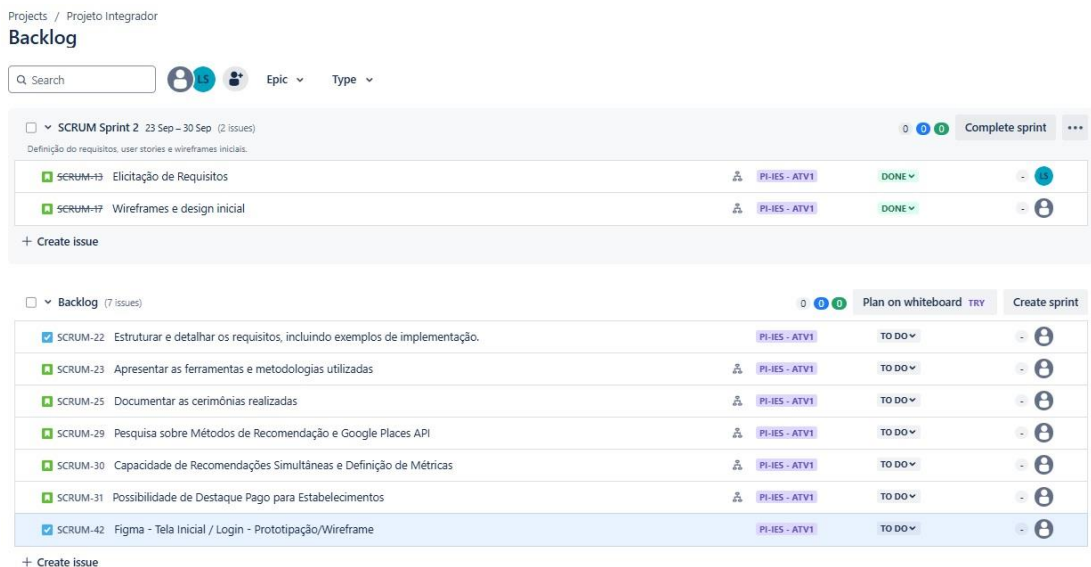 Projects / Projeto Integrador
Backlog
Search LS Epic Type
SCRUM Sprint 2 23 Sep – 30 Sep (2 issues) 0 0 0 Complete sprint
Definição do requisitos, user stories e wireframes iniciais.
SCRUM-13 Elicitação de Requisitos PI-IES - ATV1 DONE - LS
SCRUM-17 Wireframes e design inicial PI-IES - ATV1 DONE -
+ Create issue
Backlog (7 issues) 0 0 0 Plan on whiteboard TRY Create sprint
SCRUM-22 Estruturar e detalhar os requisitos, incluindo exemplos de implementação. PI-IES - ATV1 TO DO -
SCRUM-23 Apresentar as ferramentas e metodologias utilizadas PI-IES - ATV1 TO DO -
SCRUM-25 Documentar as cerimônias realizadas PI-IES - ATV1 TO DO -
SCRUM-29 Pesquisa sobre Métodos de Recomendação e Google Places API PI-IES - ATV1 TO DO -
SCRUM-30 Capacidade de Recomendações Simultâneas e Definição de Métricas PI-IES - ATV1 TO DO -
SCRUM-31 Possibilidade de Destaque Pago para Estabelecimentos PI-IES - ATV1 TO DO -
SCRUM-42 Figma - Tela Inicial / Login - Prototipação/Wireframe PI-IES - ATV1 TO DO -
+ Create issue